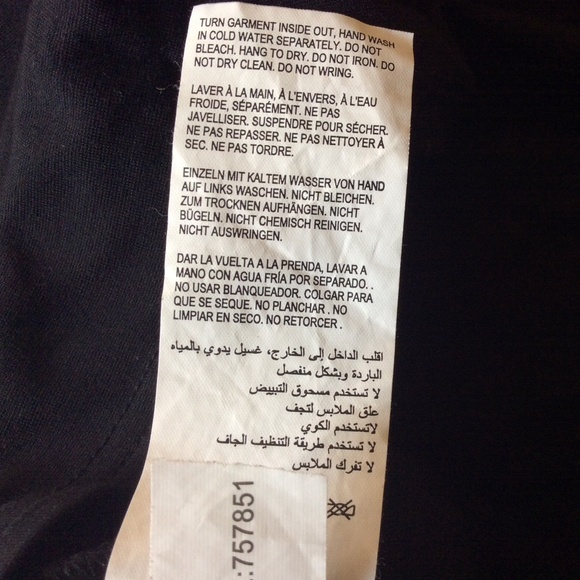 TURN GARMENT INSIDE OUT, HAND WASH
IN COLD WATER SEPARATELY. DO NOT
BLEACH. HANG TO DRY. DO NOT IRON. DO
NOT DRY CLEAN. DO NOT WRING.
LAVER À LA MAIN, À L'ENVERS, À L'EAU
FROIDE, SÉPARÉMENT. NE PAS
JAVELLISER. SUSPENDRE POUR SÉCHER.
NE PAS REPASSER. NE PAS NETTOYER À
SEC. NE PAS TORDRE.
EINZELN MIT KALTEM WASSER VON HAND
AUF LINKS WASCHEN. NICHT BLEICHEN.
ZUM TROCKNEN AUFHÄNGEN. NICHT
BÜGELN. NICHT CHEMISCH REINIGEN.
NICHT AUSWRINGEN.
DAR LA VUELTA A LA PRENDA, LAVAR A
MANO CON AGUA FRÍA POR SEPARADO. .
NO USAR BLANQUEADOR. COLGAR PARA
QUE SE SEQUE. NO PLANCHAR . NO
LIMPIAR EN SECO. NO RETORCER .
اقلب الداخل إلى الخارج، غسيل يدوي بالمياه
الباردة وبشكل منفصل
لا تستخدم مسحوق التبييض
علق الملابس لتجف
لاتستخدم الكوي
لا تستخدم طريقة التنظيف الجاف
لا تفرك الملابس
:757851